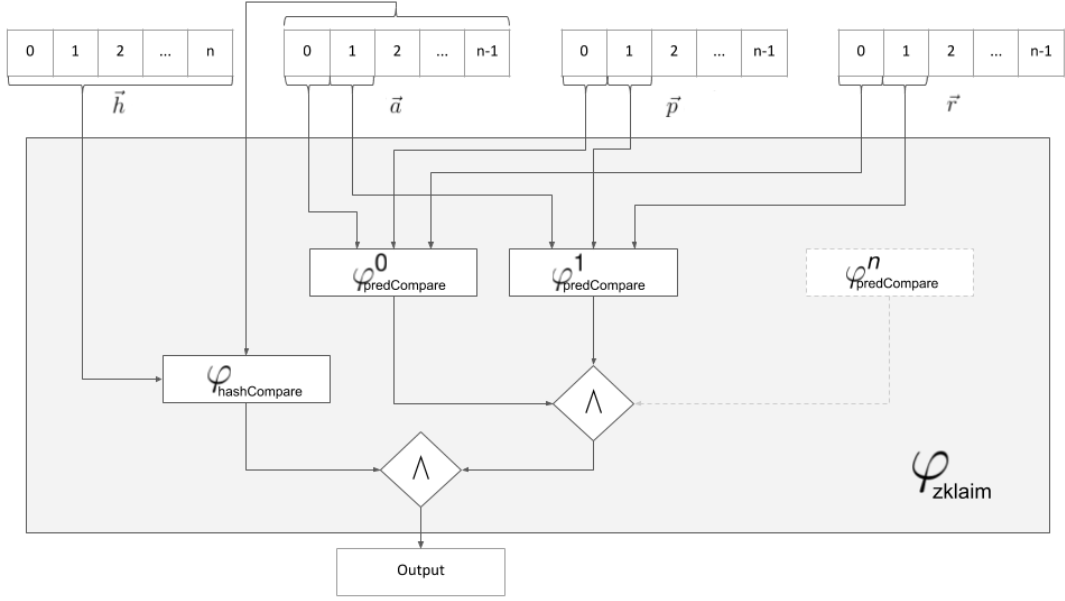 0 1 2 ... n
0 1 2 ... n-1
0 1 2 ... n-1
0 1 2 ... n-1
h⃗
a⃗
p⃗
r⃗
φ⁰predCompare
φ¹predCompare
φⁿpredCompare
φhashCompare
∧
∧
φzklaim
Output